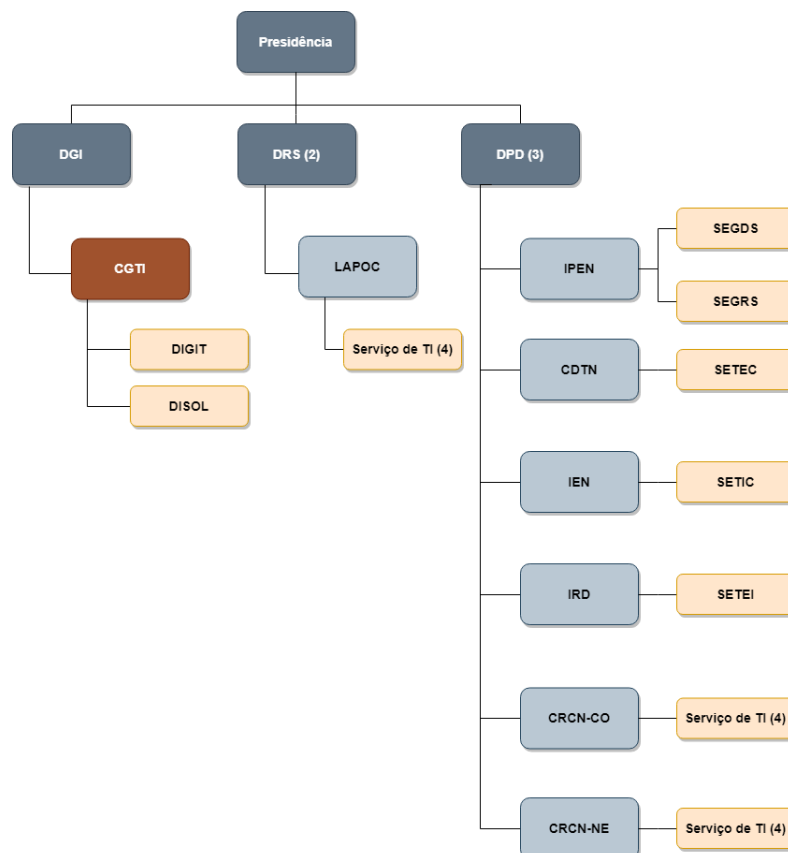 Presidência
DGI
DRS (2)
DPD (3)
CGTI
LAPOC
IPEN
SEGDS
SEGRS
DIGIT
Serviço de TI (4)
CDTN
SETEC
DISOL
IEN
SETIC
IRD
SETEI
CRCN-CO
Serviço de TI (4)
CRCN-NE
Serviço de TI (4)